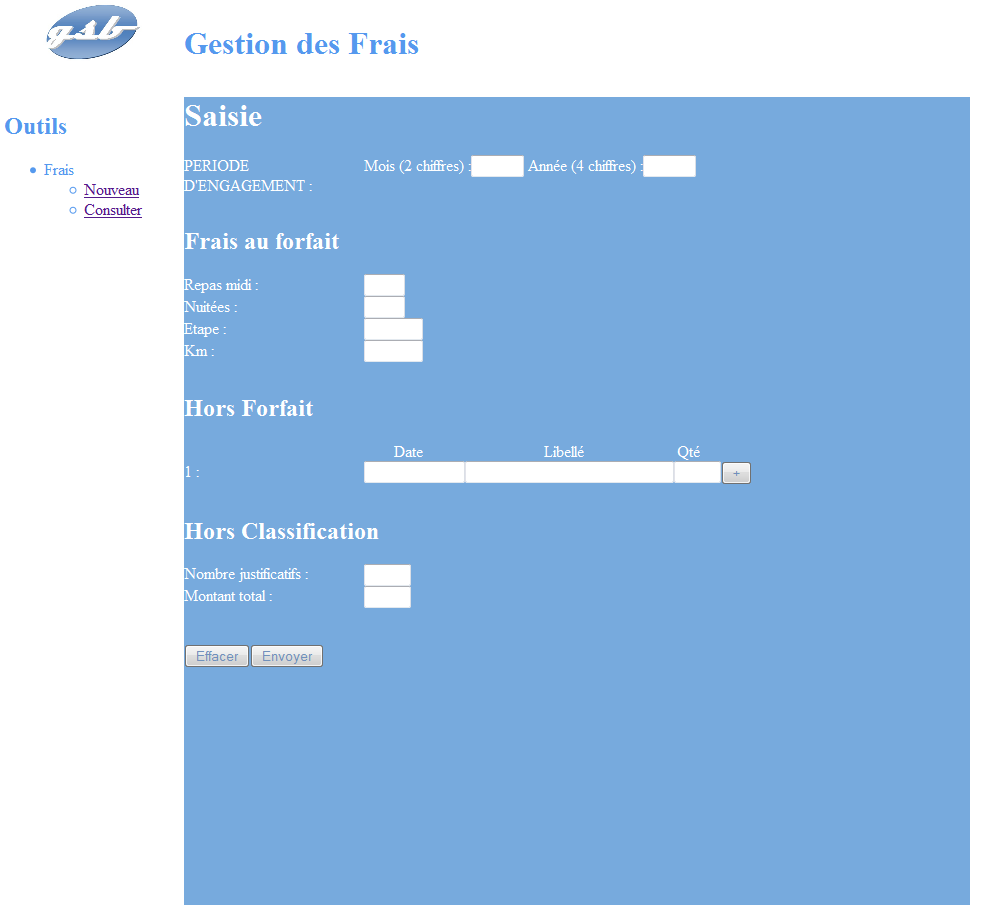 gsb
Gestion des Frais
Outils
Frais
Nouveau
Consulter
Saisie
PERIODE D'ENGAGEMENT :
Mois (2 chiffres) : Année (4 chiffres) :
Frais au forfait
Repas midi :
Nuitées :
Etape :
Km :
Hors Forfait
Date Libellé Qté
1 : +
Hors Classification
Nombre justificatifs :
Montant total :
Effacer Envoyer